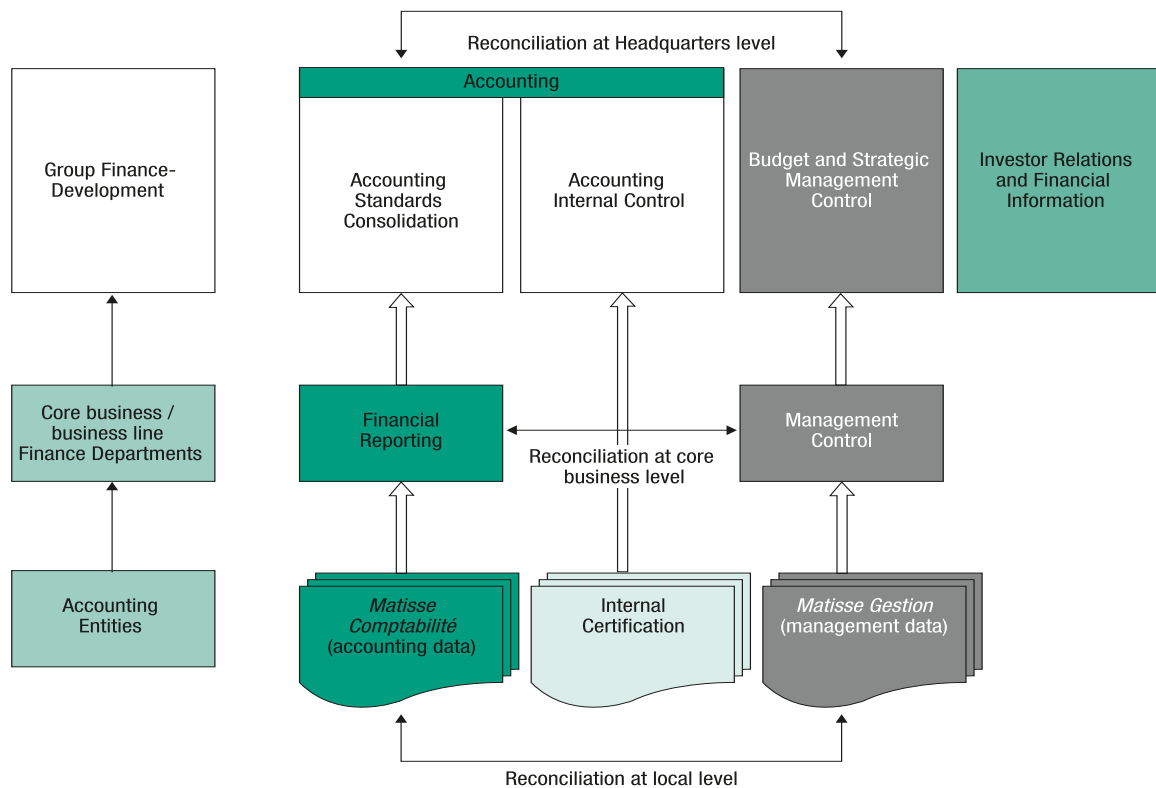 Reconciliation at Headquarters level
Accounting
Group Finance-
Development
Accounting
Standards
Consolidation
Accounting
Internal Control
Budget and Strategic
Management
Control
Investor Relations
and Financial
Information
Core business /
business line
Finance Departments
Financial
Reporting
Reconciliation at core
business level
Management
Control
Accounting
Entities
Matisse
Comptabilité
(accounting data)
Internal
Certification
Matisse Gestion
(management data)
Reconciliation at local level